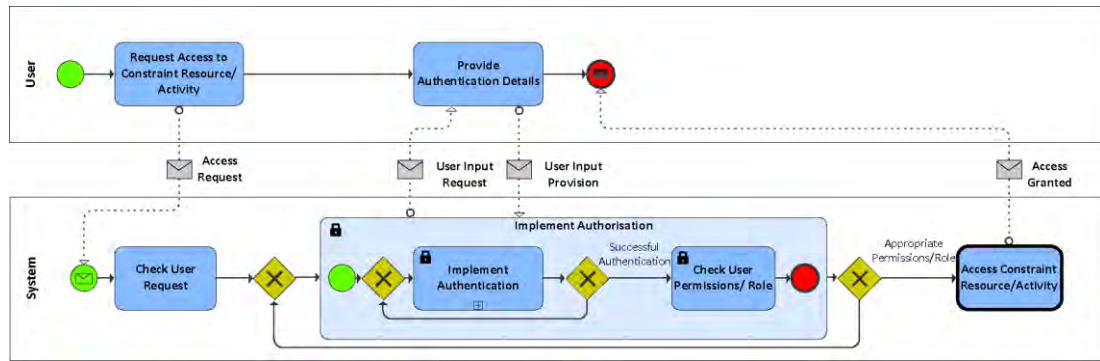 User
Request Access to
Constraint Resource/
Activity
Provide
Authentication Details
Access
Request
User Input
Request
User Input
Provision
Access
Granted
System
Implement Authorisation
Check User
Request
Implement
Authentication
Successful
Authentication
Check User
Permissions/ Role
Appropriate
Permissions/Role
Access Constraint
Resource/Activity